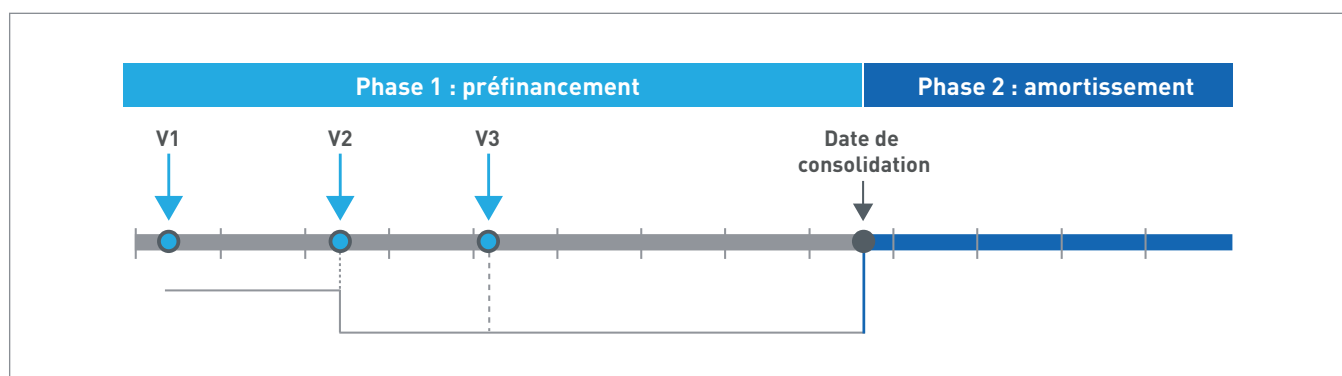 Phase 1 : préfinancement
Phase 2 : amortissement
V1
V2
V3
Date de
consolidation